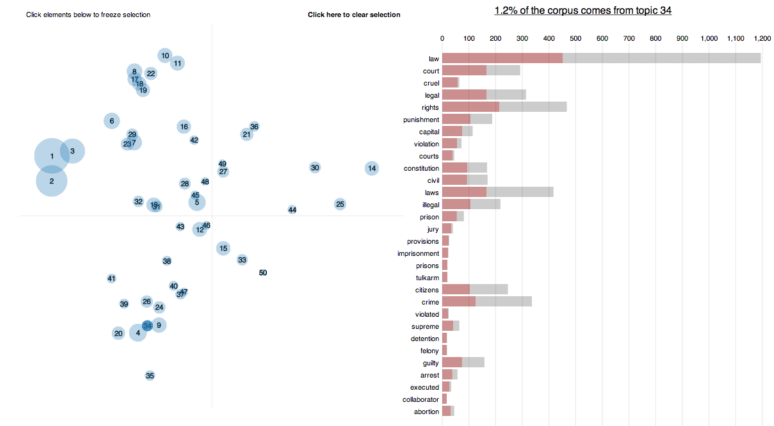 Click elements below to freeze selection
Click here to clear selection
1.2% of the corpus comes from topic 34
0 100 200 300 400 500 600 700 800 900 1,000 1,100 1,200
10
11
8
22
17
18
19
6
16
36
29
21
23 7
42
1 3
49
30 14
27
2
28 48
45
32 5 25
31
44
43 46
12
15
38 33
50
41
40
47
37
39 26
24
34 9
20 4
35
law
court
cruel
legal
rights
punishment
capital
violation
courts
constitution
civil
laws
illegal
prison
jury
provisions
imprisonment
prisons
tulkarm
citizens
crime
violated
supreme
detention
felony
guilty
arrest
executed
collaborator
abortion